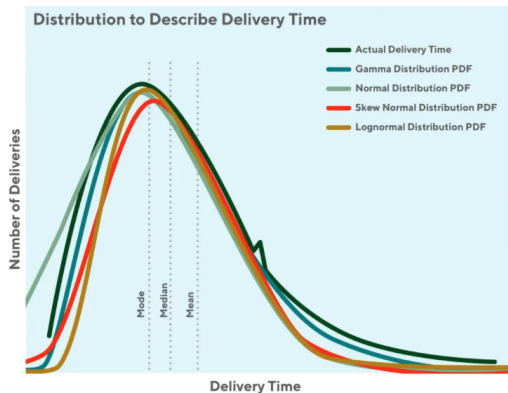 Distribution to Describe Delivery Time
Actual Delivery Time
Gamma Distribution PDF
Normal Distribution PDF
Skew Normal Distribution PDF
Lognormal Distribution PDF
Number of Deliveries
Mode
Median
Mean
Delivery Time